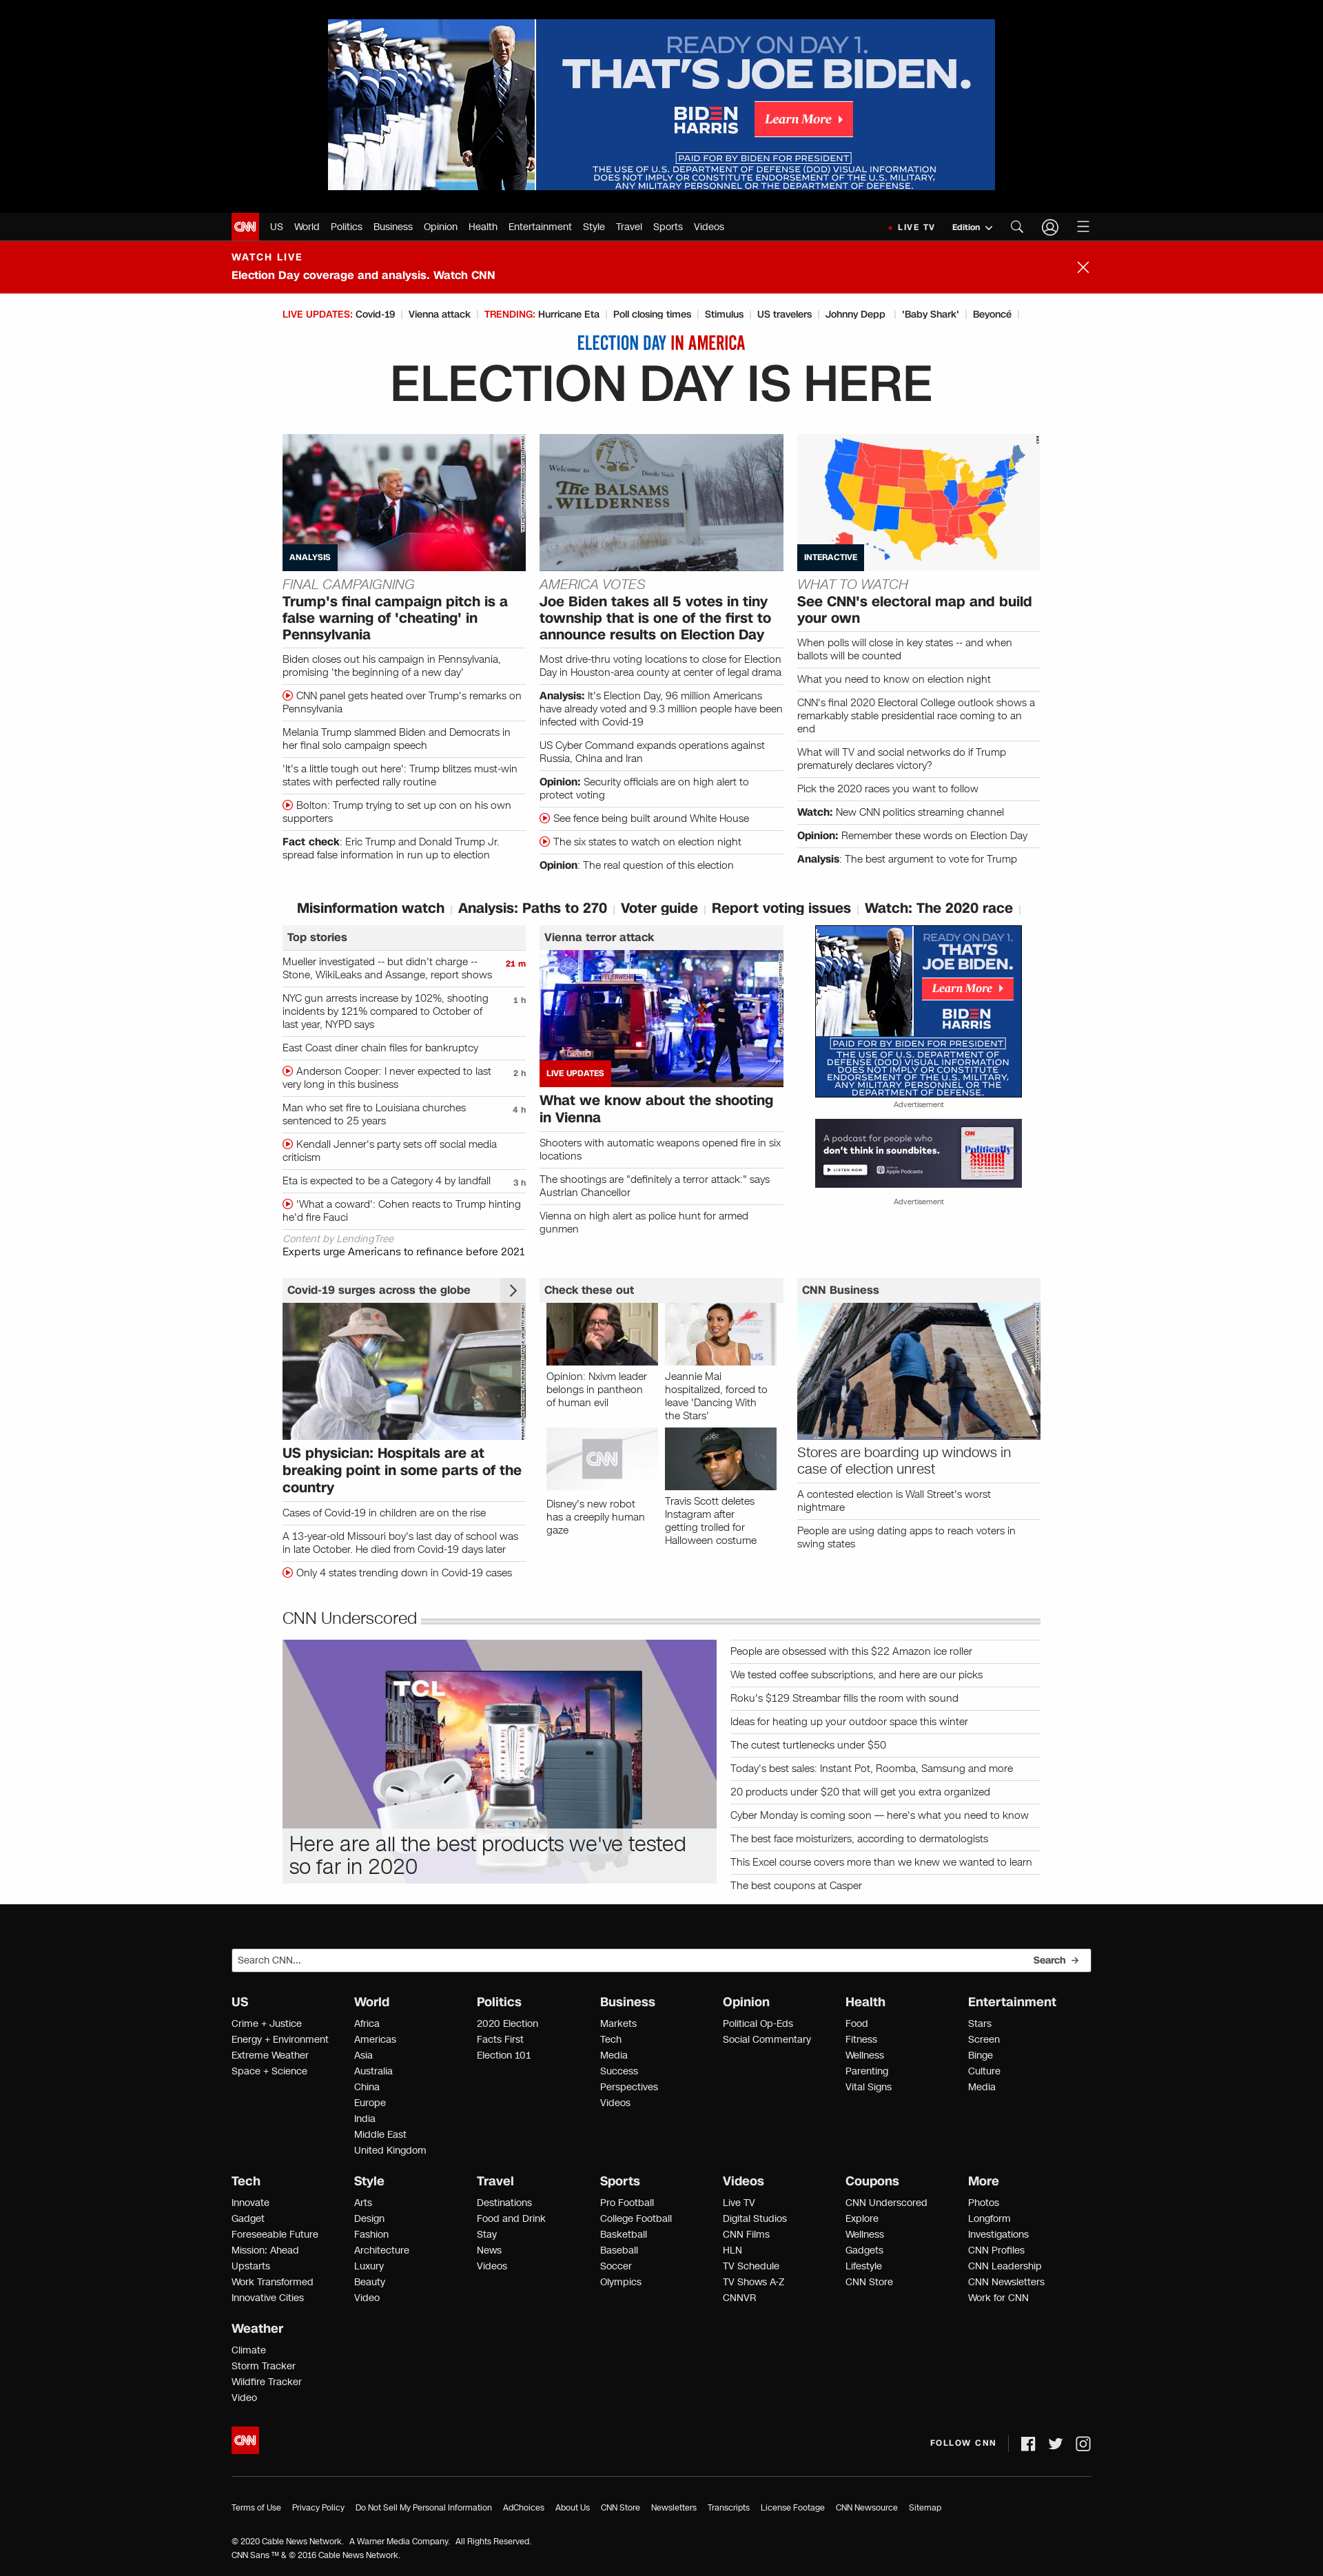 READY ON DAY 1.
THAT'S JOE BIDEN.
BIDEN
HARRIS
Learn More
PAID FOR BY BIDEN FOR PRESIDENT
THE USE OF U.S. DEPARTMENT OF DEFENSE (DOD) VISUAL INFORMATION
DOES NOT IMPLY OR CONSTITUTE ENDORSEMENT OF THE U.S. MILITARY,
ANY MILITARY PERSONNEL OR THE DEPARTMENT OF DEFENSE.
CNN US World Politics Business Opinion Health Entertainment Style Travel Sports Videos LIVE TV Edition
WATCH LIVE
Election Day coverage and analysis. Watch CNN
LIVE UPDATES: Covid-19 | Vienna attack | TRENDING: Hurricane Eta | Poll closing times | Stimulus | US travelers | Johnny Depp | 'Baby Shark' | Beyoncé |
ELECTION DAY IN AMERICA
ELECTION DAY IS HERE
ANALYSIS
FINAL CAMPAIGNING
Trump's final campaign pitch is a
false warning of 'cheating' in
Pennsylvania
Biden closes out his campaign in Pennsylvania,
promising 'the beginning of a new day'
CNN panel gets heated over Trump's remarks on
Pennsylvania
Melania Trump slammed Biden and Democrats in
her final solo campaign speech
'It's a little tough out here': Trump blitzes must-win
states with perfected rally routine
Bolton: Trump trying to set up con on his own
supporters
Fact check: Eric Trump and Donald Trump Jr.
spread false information in run up to election
Welcome to Dixville Notch
The BALSAMS
WILDERNESS
AMERICA VOTES
Joe Biden takes all 5 votes in tiny
township that is one of the first to
announce results on Election Day
Most drive-thru voting locations to close for Election
Day in Houston-area county at center of legal drama
Analysis: It's Election Day, 96 million Americans
have already voted and 9.3 million people have been
infected with Covid-19
US Cyber Command expands operations against
Russia, China and Iran
Opinion: Security officials are on high alert to
protect voting
See fence being built around White House
The six states to watch on election night
Opinion: The real question of this election
CNN
INTERACTIVE
WHAT TO WATCH
See CNN's electoral map and build
your own
When polls will close in key states -- and when
ballots will be counted
What you need to know on election night
CNN's final 2020 Electoral College outlook shows a
remarkably stable presidential race coming to an
end
What will TV and social networks do if Trump
prematurely declares victory?
Pick the 2020 races you want to follow
Watch: New CNN politics streaming channel
Opinion: Remember these words on Election Day
Analysis: The best argument to vote for Trump
Misinformation watch | Analysis: Paths to 270 | Voter guide | Report voting issues | Watch: The 2020 race |
Top stories
Mueller investigated -- but didn't charge -- 21 m
Stone, WikiLeaks and Assange, report shows
NYC gun arrests increase by 102%, shooting 1 h
incidents by 121% compared to October of
last year, NYPD says
East Coast diner chain files for bankruptcy
Anderson Cooper: I never expected to last 2 h
very long in this business
Man who set fire to Louisiana churches 4 h
sentenced to 25 years
Kendall Jenner's party sets off social media
criticism
Eta is expected to be a Category 4 by landfall 3 h
'What a coward': Cohen reacts to Trump hinting
he'd fire Fauci
Content by LendingTree
Experts urge Americans to refinance before 2021
Vienna terror attack
FEUERWEHR
LIVE UPDATES
What we know about the shooting
in Vienna
Shooters with automatic weapons opened fire in six
locations
The shootings are "definitely a terror attack:" says
Austrian Chancellor
Vienna on high alert as police hunt for armed
gunmen
READY ON DAY 1.
THAT'S
JOE BIDEN.
Learn More
BIDEN
HARRIS
PAID FOR BY BIDEN FOR PRESIDENT
THE USE OF U.S. DEPARTMENT OF
DEFENSE (DOD) VISUAL INFORMATION
DOES NOT IMPLY OR CONSTITUTE
ENDORSEMENT OF THE U.S. MILITARY,
ANY MILITARY PERSONNEL OR THE
DEPARTMENT OF DEFENSE.
Advertisement
A podcast for people who
don't think in soundbites.
LISTEN NOW
Apple Podcasts
CNN
Politically
Sound
Advertisement
Covid-19 surges across the globe
US physician: Hospitals are at
breaking point in some parts of the
country
Cases of Covid-19 in children are on the rise
A 13-year-old Missouri boy's last day of school was
in late October. He died from Covid-19 days later
Only 4 states trending down in Covid-19 cases
Check these out
Opinion: Nxivm leader
belongs in pantheon
of human evil
US
Jeannie Mai
hospitalized, forced to
leave 'Dancing With
the Stars'
CNN
Disney's new robot
has a creepily human
gaze
Travis Scott deletes
Instagram after
getting trolled for
Halloween costume
CNN Business
Stores are boarding up windows in
case of election unrest
A contested election is Wall Street's worst
nightmare
People are using dating apps to reach voters in
swing states
CNN Underscored
TCL
Here are all the best products we've tested
so far in 2020
People are obsessed with this $22 Amazon ice roller
We tested coffee subscriptions, and here are our picks
Roku's $129 Streambar fills the room with sound
Ideas for heating up your outdoor space this winter
The cutest turtlenecks under $50
Today's best sales: Instant Pot, Roomba, Samsung and more
20 products under $20 that will get you extra organized
Cyber Monday is coming soon — here's what you need to know
The best face moisturizers, according to dermatologists
This Excel course covers more than we knew we wanted to learn
The best coupons at Casper
Search CNN... Search →
US
Crime + Justice
Energy + Environment
Extreme Weather
Space + Science
World
Africa
Americas
Asia
Australia
China
Europe
India
Middle East
United Kingdom
Politics
2020 Election
Facts First
Election 101
Business
Markets
Tech
Media
Success
Perspectives
Videos
Opinion
Political Op-Eds
Social Commentary
Health
Food
Fitness
Wellness
Parenting
Vital Signs
Entertainment
Stars
Screen
Binge
Culture
Media
Tech
Innovate
Gadget
Foreseeable Future
Mission: Ahead
Upstarts
Work Transformed
Innovative Cities
Style
Arts
Design
Fashion
Architecture
Luxury
Beauty
Video
Travel
Destinations
Food and Drink
Stay
News
Videos
Sports
Pro Football
College Football
Basketball
Baseball
Soccer
Olympics
Videos
Live TV
Digital Studios
CNN Films
HLN
TV Schedule
TV Shows A-Z
CNNVR
Coupons
CNN Underscored
Explore
Wellness
Gadgets
Lifestyle
CNN Store
More
Photos
Longform
Investigations
CNN Profiles
CNN Leadership
CNN Newsletters
Work for CNN
Weather
Climate
Storm Tracker
Wildfire Tracker
Video
CNN
FOLLOW CNN
Terms of Use Privacy Policy Do Not Sell My Personal Information AdChoices About Us CNN Store Newsletters Transcripts License Footage CNN Newsource Sitemap
© 2020 Cable News Network. A Warner Media Company. All Rights Reserved.
CNN Sans ™ & © 2016 Cable News Network.